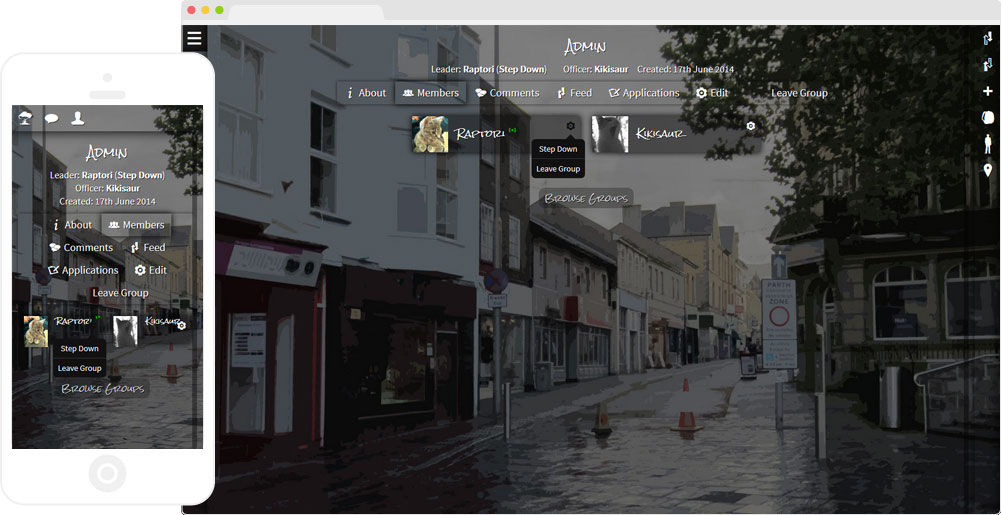 Admin
Leader: Raptori (Step Down)
Officer: Kikisaur
Created: 17th June 2014
About Members
Comments Feed
Applications Edit
Leave Group
Raptori Kikisaur
Step Down
Leave Group
Browse Groups
Admin
Leader: Raptori (Step Down) Officer: Kikisaur Created: 17th June 2014
About Members Comments Feed Applications Edit Leave Group
Raptori Kikisaur
Step Down
Leave Group
Browse Groups
PARTH
ZONE